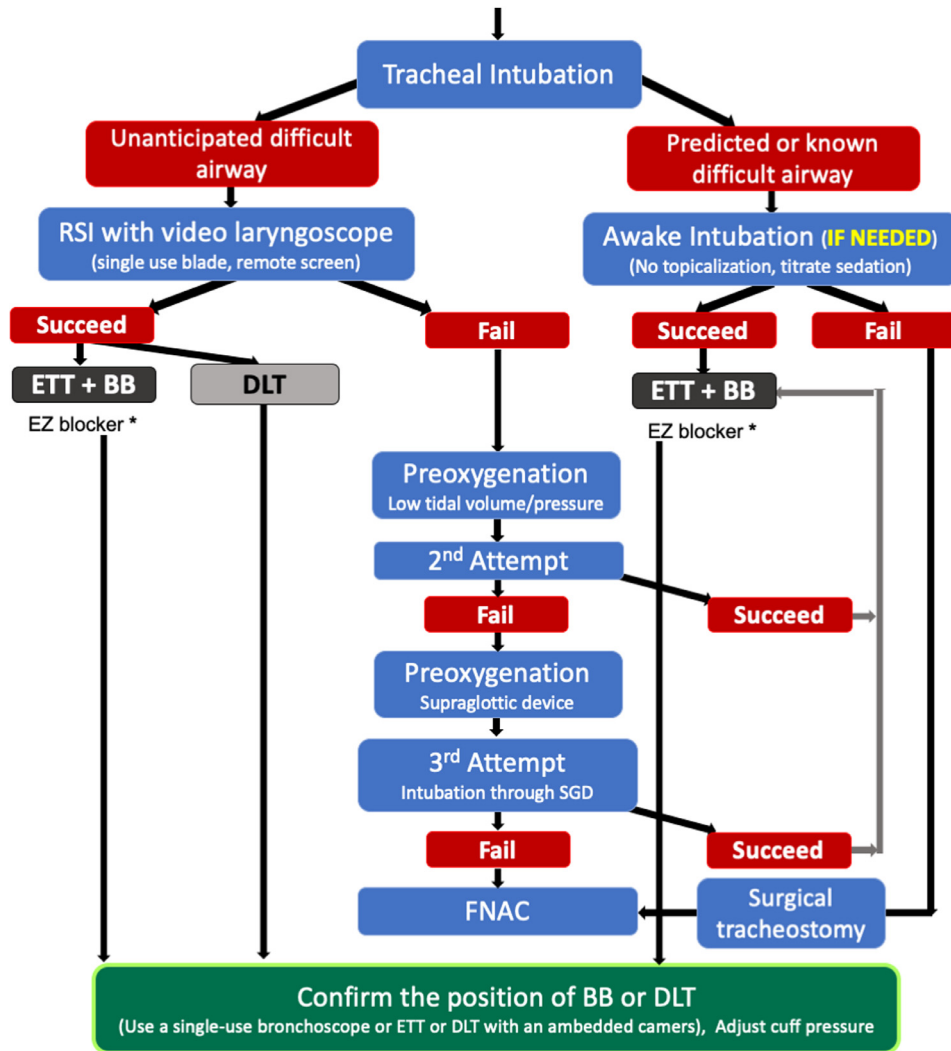 Tracheal Intubation
Unanticipated difficult
airway
Predicted or known
difficult airway
RSI with video laryngoscope
(single use blade, remote screen)
Awake Intubation (IF NEEDED)
(No topicalization, titrate sedation)
Succeed
Fail
Succeed
Fail
ETT + BB
DLT
ETT + BB
EZ blocker *
EZ blocker *
Preoxygenation
Low tidal volume/pressure
2nd Attempt
Fail
Succeed
Preoxygenation
Supraglottic device
3rd Attempt
Intubation through SGD
Fail
Succeed
FNAC
Surgical
tracheostomy
Confirm the position of BB or DLT
(Use a single-use bronchoscope or ETT or DLT with an ambedded camers), Adjust cuff pressure